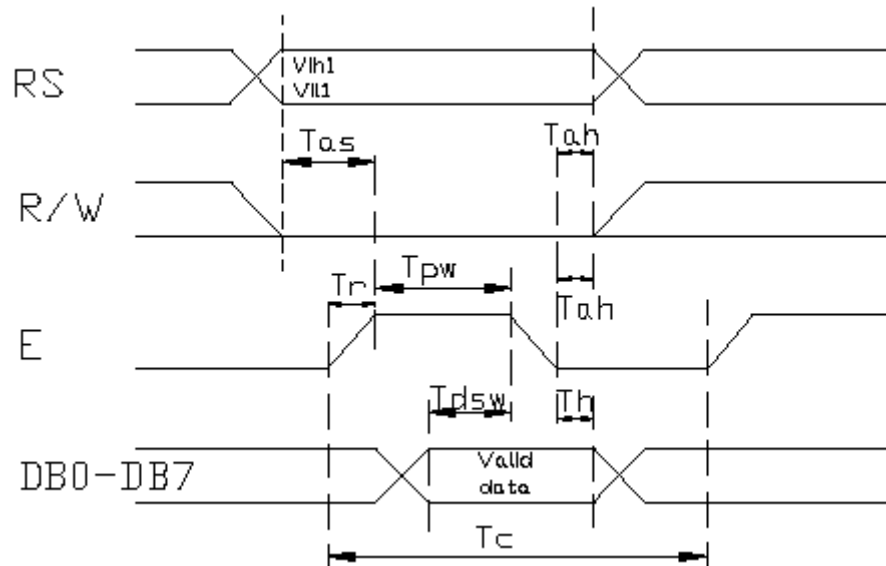 VIh1
VIl1
RS
Tas
Tah
R/W
Tpw
Tr
Tah
E
Tdsw
Th
Valid
data
DB0-DB7
Tc